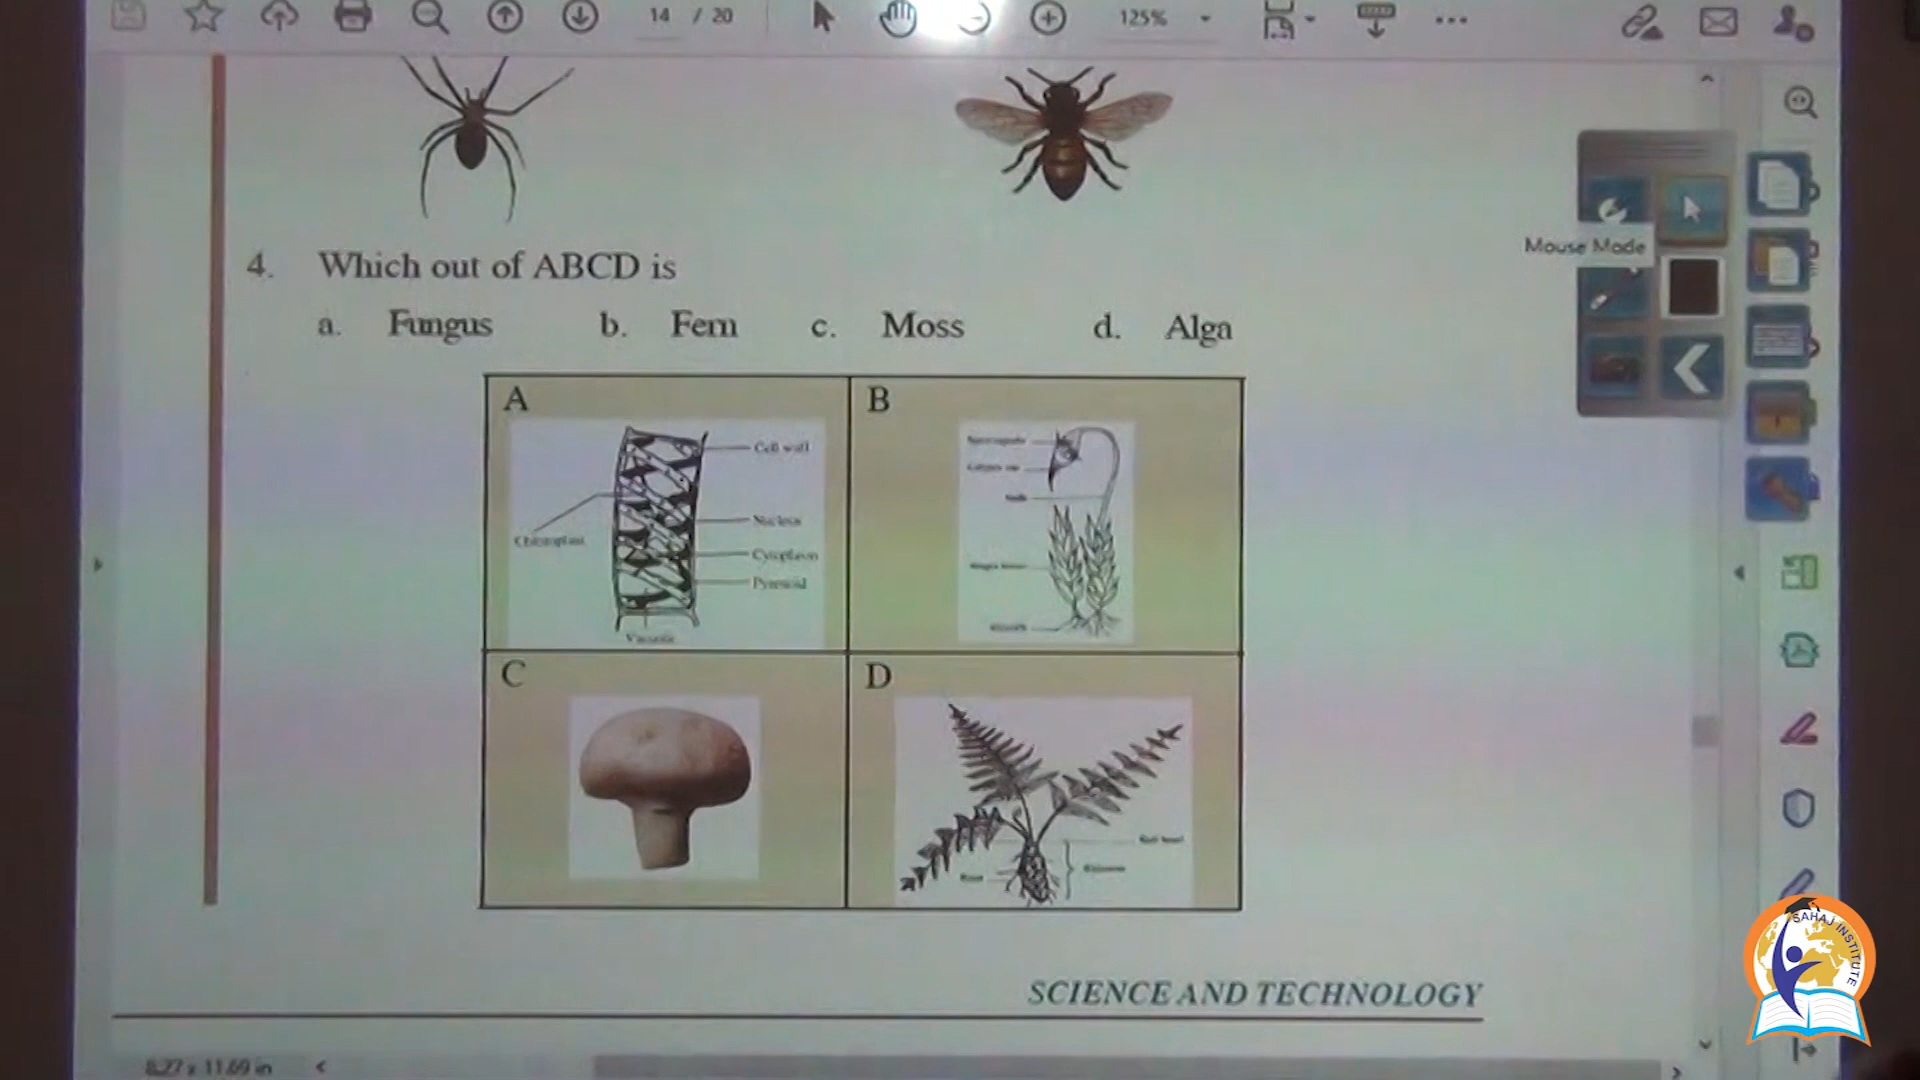 14 / 20
125%
Mouse Mode
4. Which out of ABCD is
a. Fungus b. Fern c. Moss d. Alga
A
Cell wall
Nucleus
Chloroplast
Cytoplasm
Pyrenoid
Vacuole
B
C
D
SCIENCE AND TECHNOLOGY
SAHAJ INSTITUTE
8.27 x 11.69 in